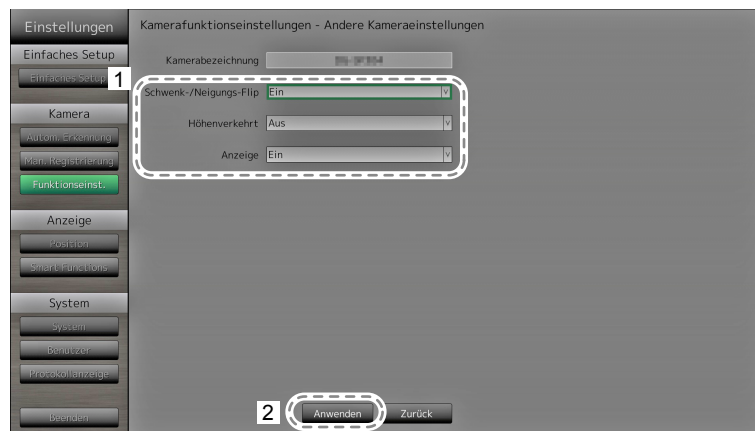 Einstellungen
Kamerafunktionseinstellungen - Andere Kameraeinstellungen
Einfaches Setup
Einfaches Setup
1
Kamerabezeichnung
Schwenk-/Neigungs-Flip Ein
Höhenverkehrt Aus
Anzeige Ein
Kamera
Autom. Erkennung
Man. Registrierung
Funktionseinst.
Anzeige
Position
Smart Functions
System
System
Benutzer
Protokollanzeige
Beenden
2
Anwenden
Zurück